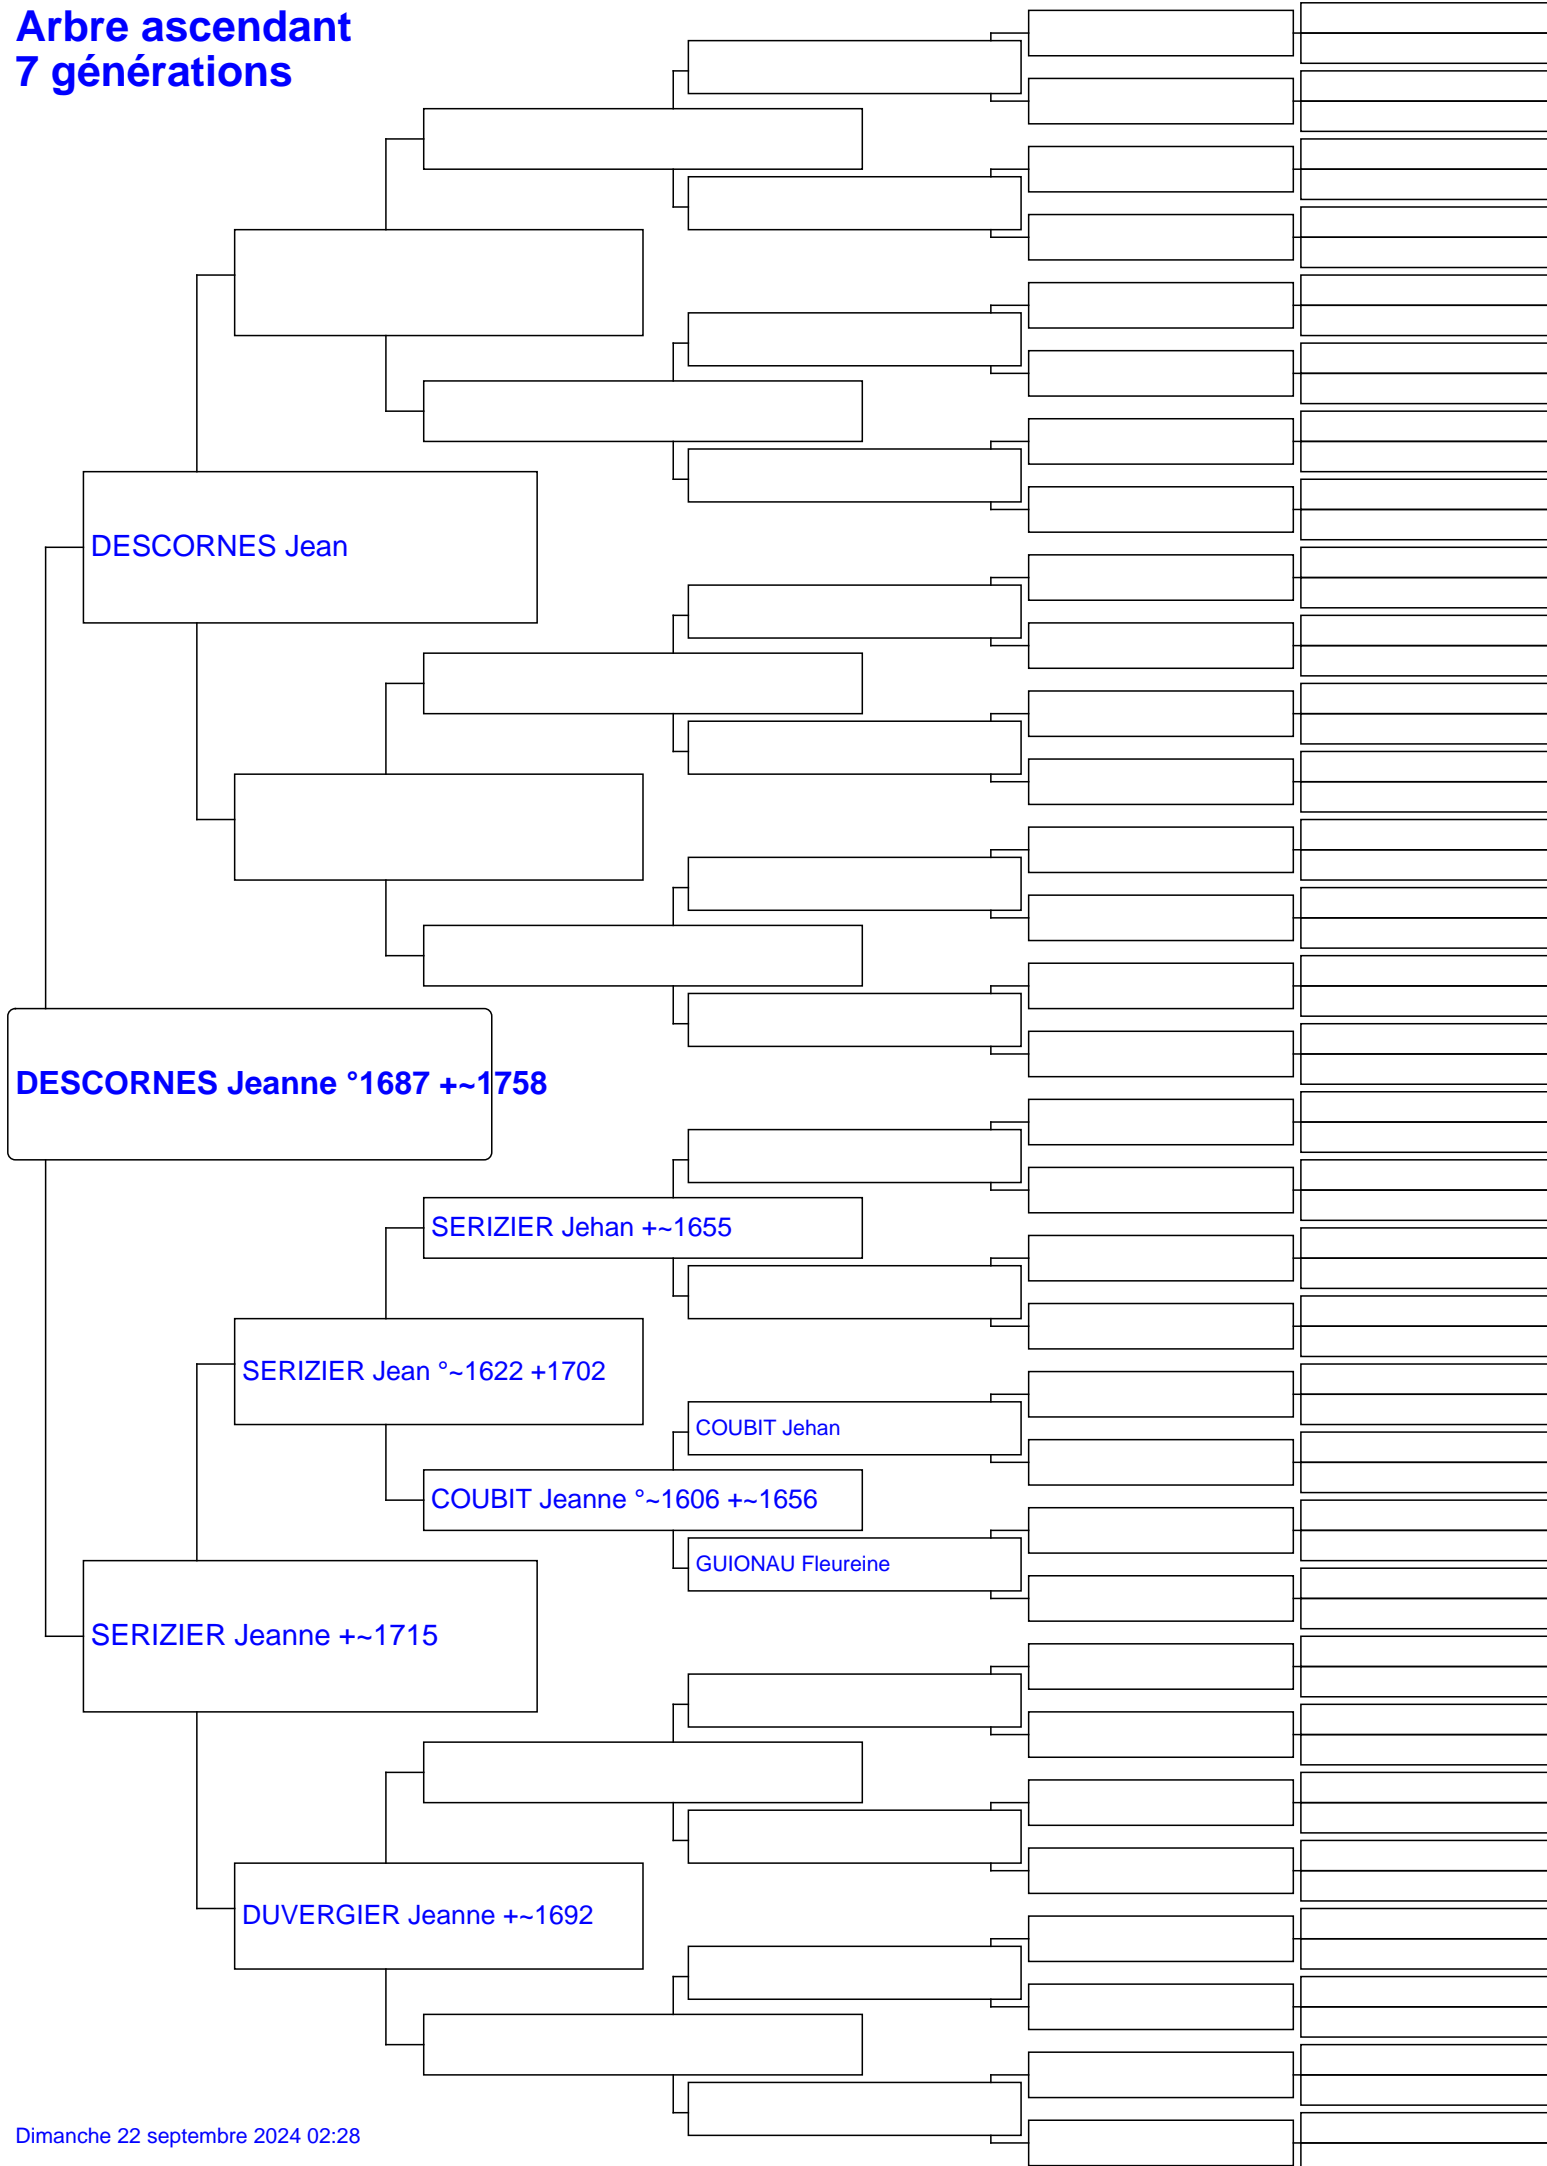 Arbre ascendant
7 générations
DESCORNES Jean
DESCORNES Jeanne °1687 +~1758
SERIZIER Jehan +~1655
SERIZIER Jean °~1622 +1702
COUBIT Jehan
COUBIT Jeanne °~1606 +~1656
GUIONAU Fleureine
SERIZIER Jeanne +~1715
DUVERGIER Jeanne +~1692
Dimanche 22 septembre 2024 02:28